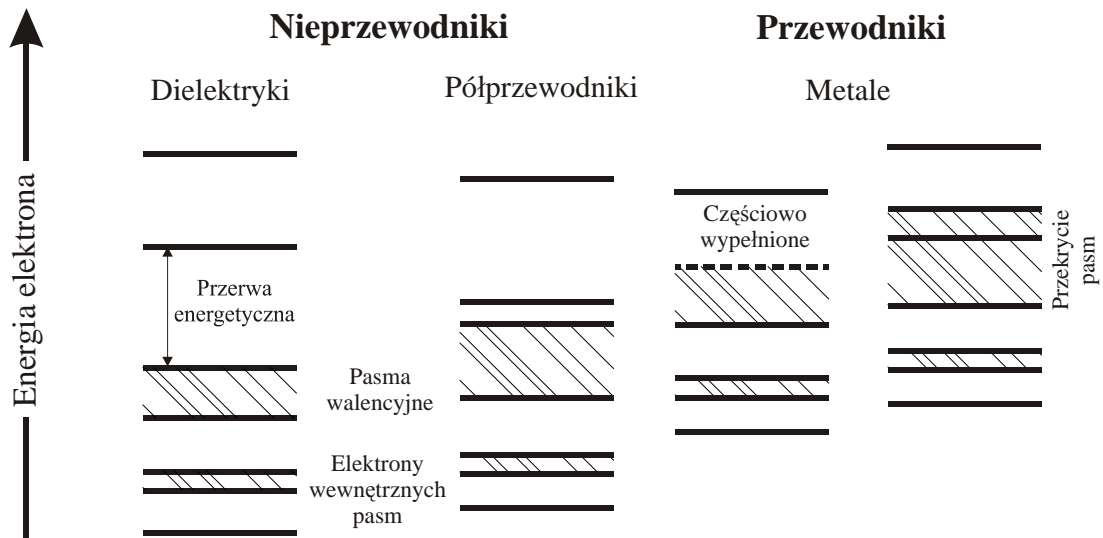 Nieprzewodniki
Przewodniki
Dielektryki
Półprzewodniki
Metale
Energia elektrona
Przerwa
energetyczna
Pasma
walencyjne
Elektrony
wewnętrznych
pasm
Częściowo
wypełnione
Przekrycie
pasm